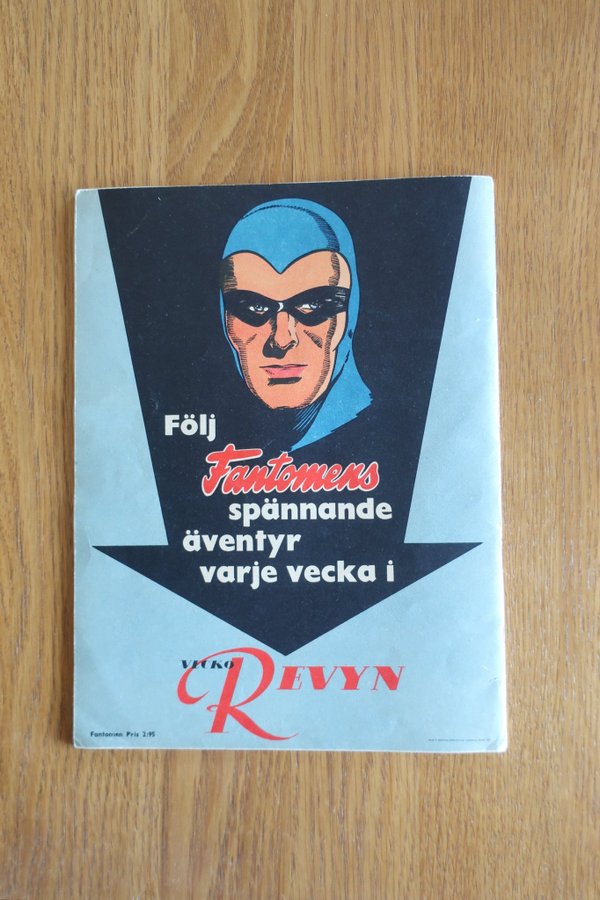 Följ
Fantomens
spännande
äventyr
varje vecka i
VECKO
REVYN
Fantomen Pris 2:95